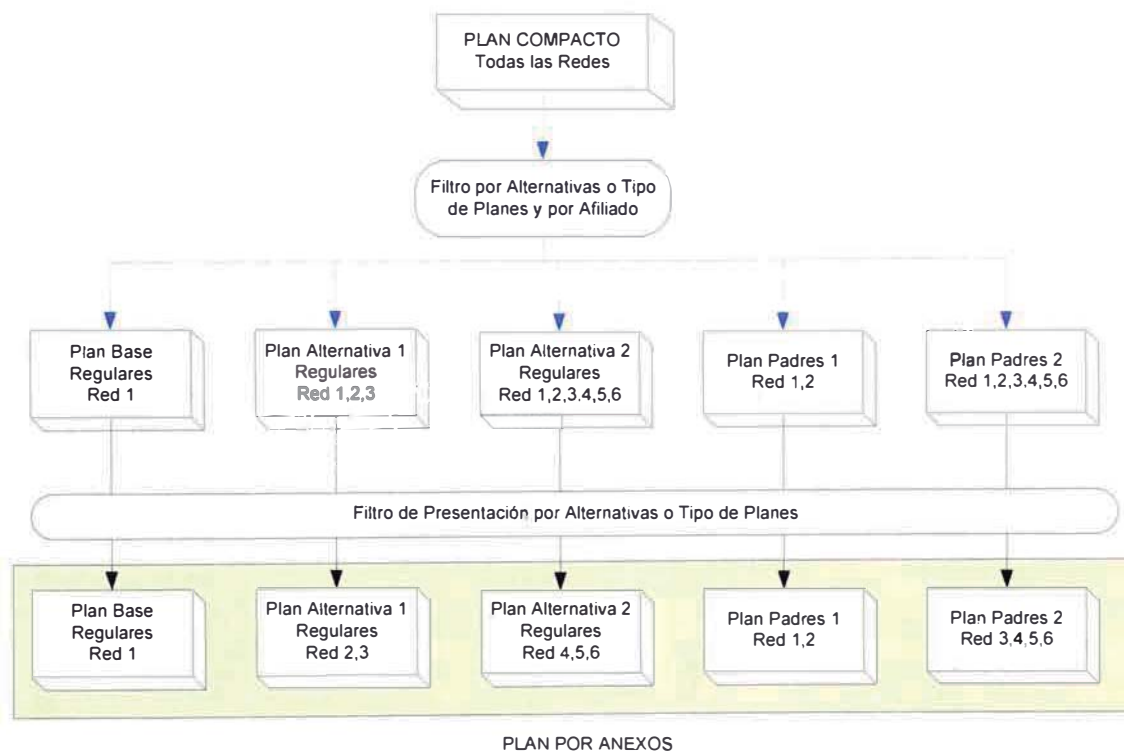 PLAN COMPACTO
Todas las Redes
Filtro por Alternativas o Tipo
de Planes y por Afiliado
Plan Base
Regulares
Red 1
Plan Alternativa 1
Regulares
Red 1,2,3
Plan Alternativa 2
Regulares
Red 1,2,3.4,5,6
Plan Padres 1
Red 1,2
Plan Padres 2
Red 1,2,3,4,5,6
Filtro de Presentación por Alternativas o Tipo de Planes
Plan Base
Regulares
Red 1
Plan Alternativa 1
Regulares
Red 2,3
Plan Alternativa 2
Regulares
Red 4,5,6
Plan Padres 1
Red 1,2
Plan Padres 2
Red 3,4,5,6
PLAN POR ANEXOS